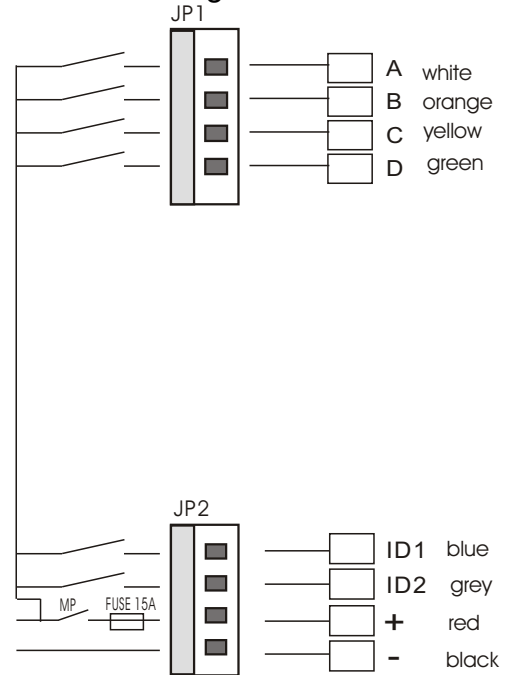 JP1
A white
B orange
C yellow
D green
JP2
ID1 blue
ID2 grey
MP FUSE 15A + red
- black